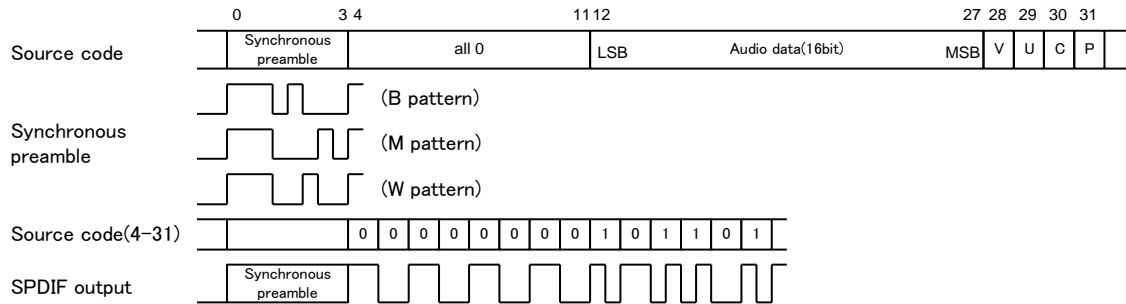 0 3 4 11 12 27 28 29 30 31
Source code Synchronous preamble all 0 LSB Audio data(16bit) MSB V U C P
(B pattern)
Synchronous preamble (M pattern)
(W pattern)
Source code(4-31) 0 0 0 0 0 0 0 0 1 0 1 1 0 1
SPDIF output Synchronous preamble